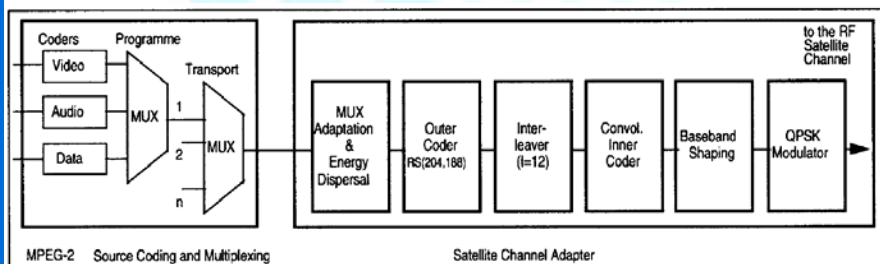 Coders Programme
Video
Audio
Data
MUX
Transport
1
2
n
MUX
to the RF
Satellite
Channel
MUX
Adaptation
&
Energy
Dispersal
Outer
Coder
RS(204,188)
Inter-
leaver
(I=12)
Convol.
Inner
Coder
Baseband
Shaping
QPSK
Modulator
MPEG-2 Source Coding and Multiplexing
Satellite Channel Adapter